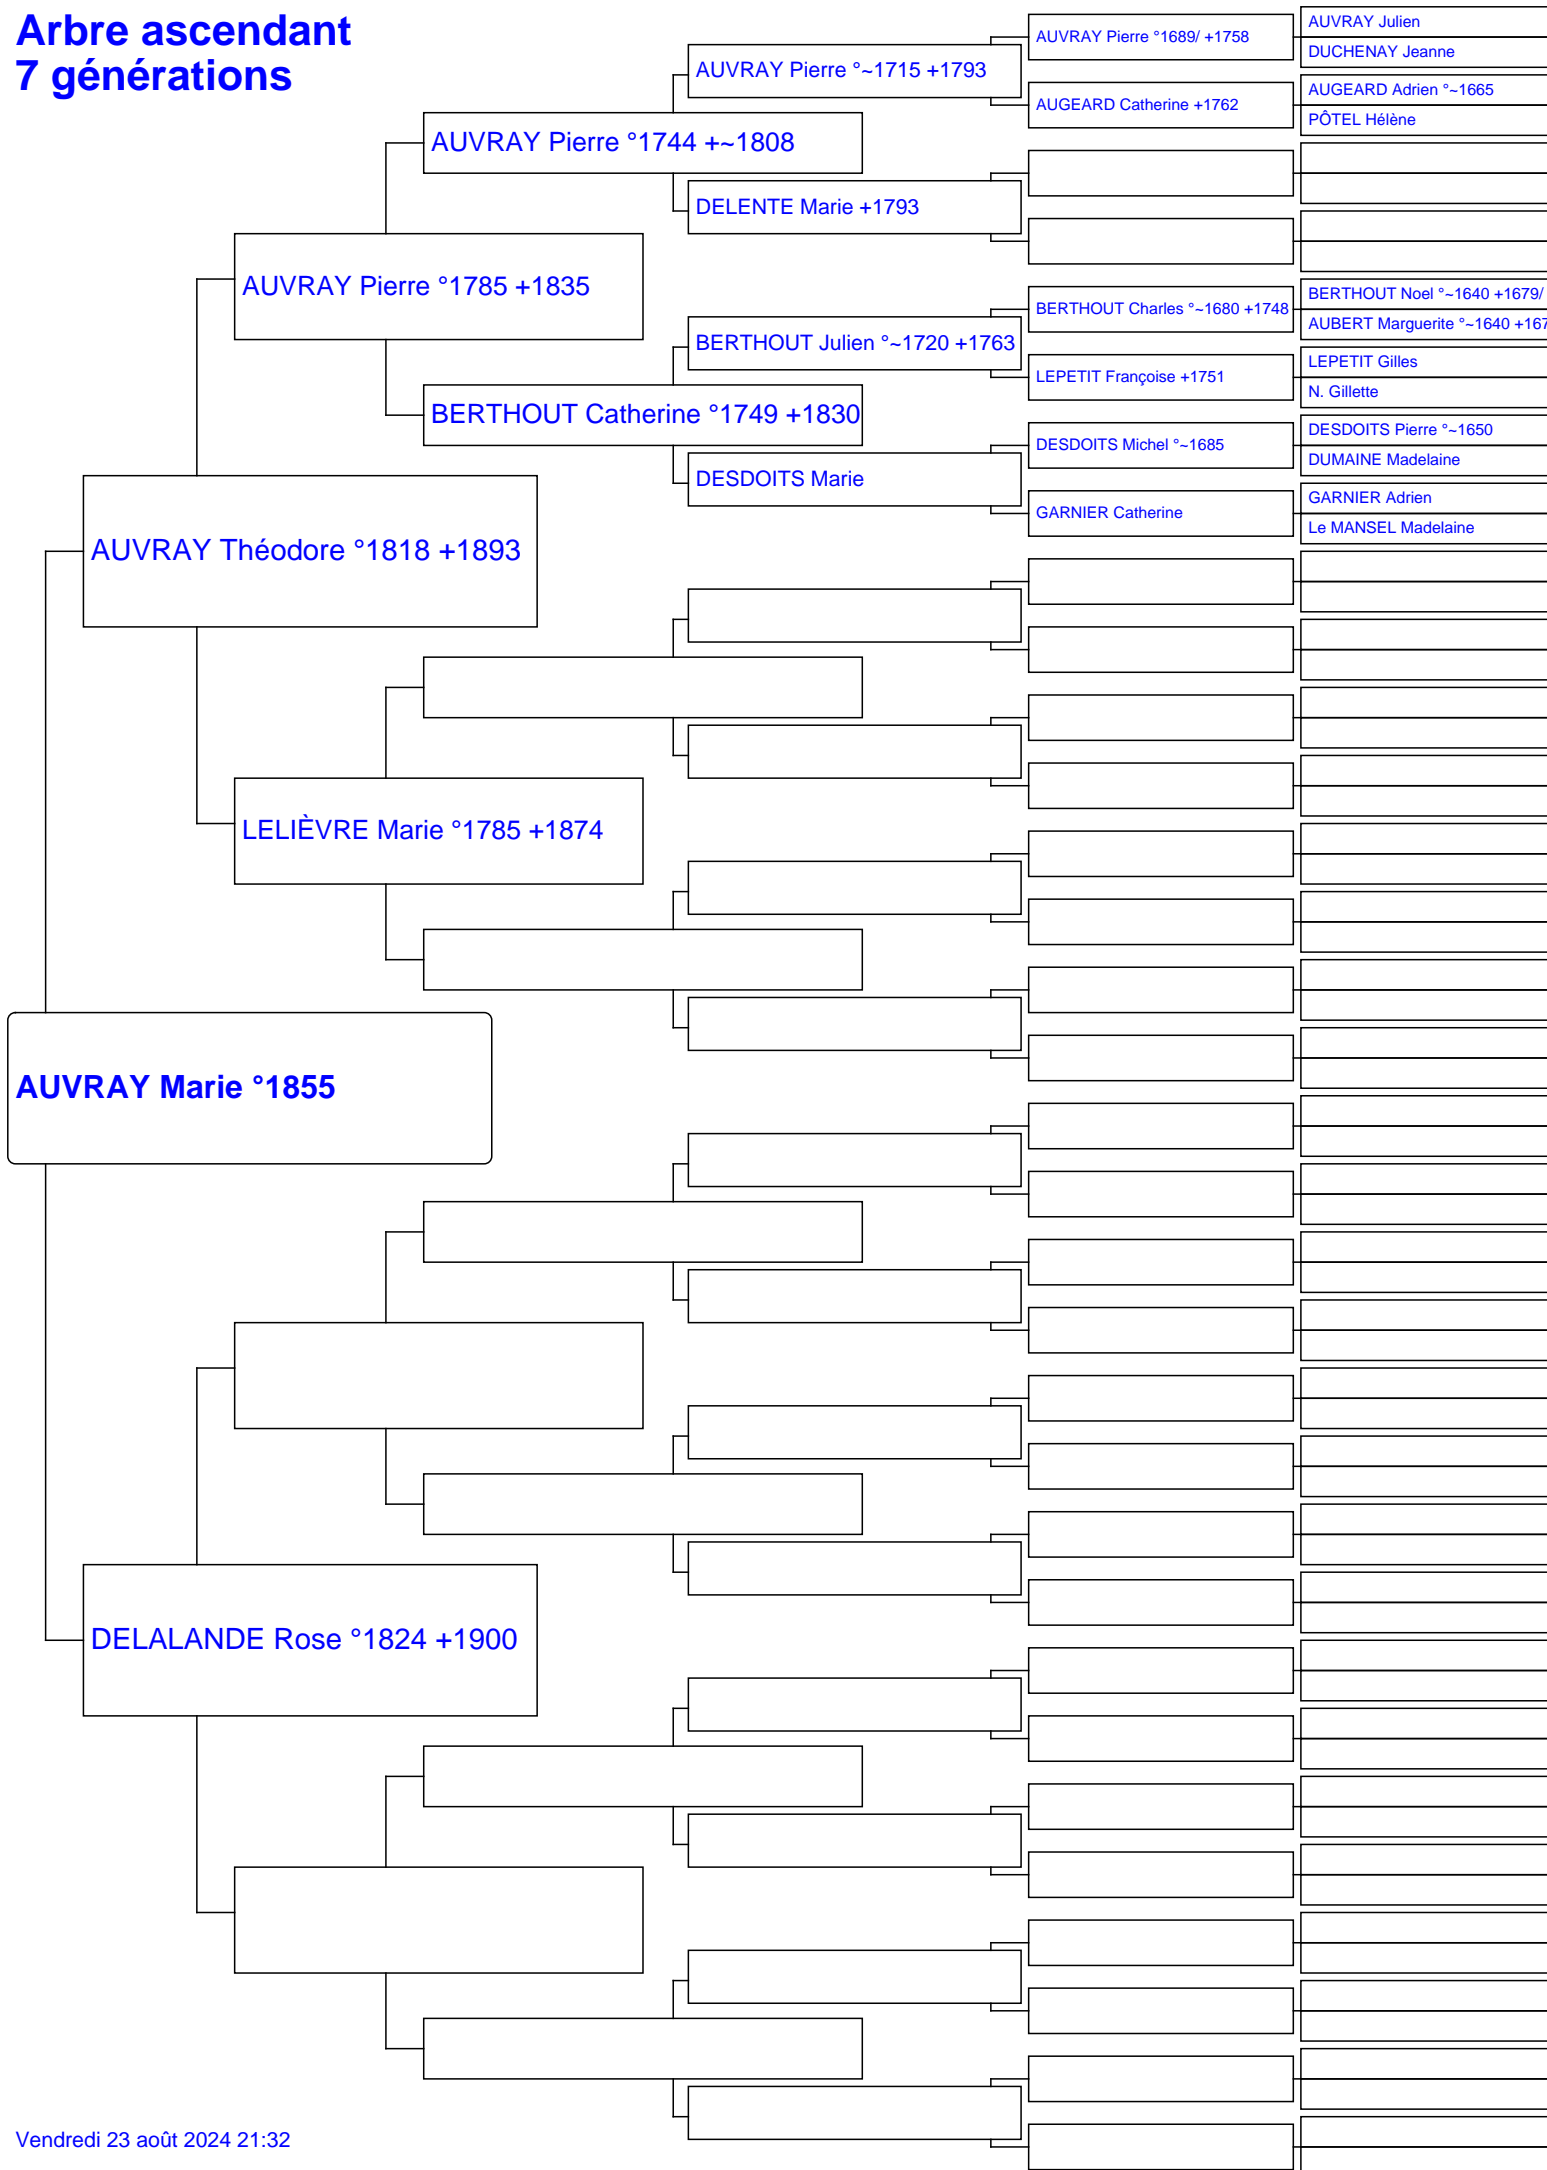 Arbre ascendant
7 générations
AUVRAY Marie °1855
AUVRAY Théodore °1818 +1893
DELALANDE Rose °1824 +1900
AUVRAY Pierre °1785 +1835
LELIÈVRE Marie °1785 +1874
AUVRAY Pierre °1744 +~1808
BERTHOUT Catherine °1749 +1830
AUVRAY Pierre °~1715 +1793
DELENTE Marie +1793
BERTHOUT Julien °~1720 +1763
DESDOITS Marie
AUVRAY Pierre °1689/ +1758
AUGEARD Catherine +1762
BERTHOUT Charles °~1680 +1748
LEPETIT Françoise +1751
DESDOITS Michel °~1685
GARNIER Catherine
AUVRAY Julien
DUCHENAY Jeanne
AUGEARD Adrien °~1665
PÔTEL Hélène
BERTHOUT Noel °~1640 +1679/
AUBERT Marguerite °~1640 +167
LEPETIT Gilles
N. Gillette
DESDOITS Pierre °~1650
DUMAINE Madelaine
GARNIER Adrien
Le MANSEL Madelaine
Vendredi 23 août 2024 21:32